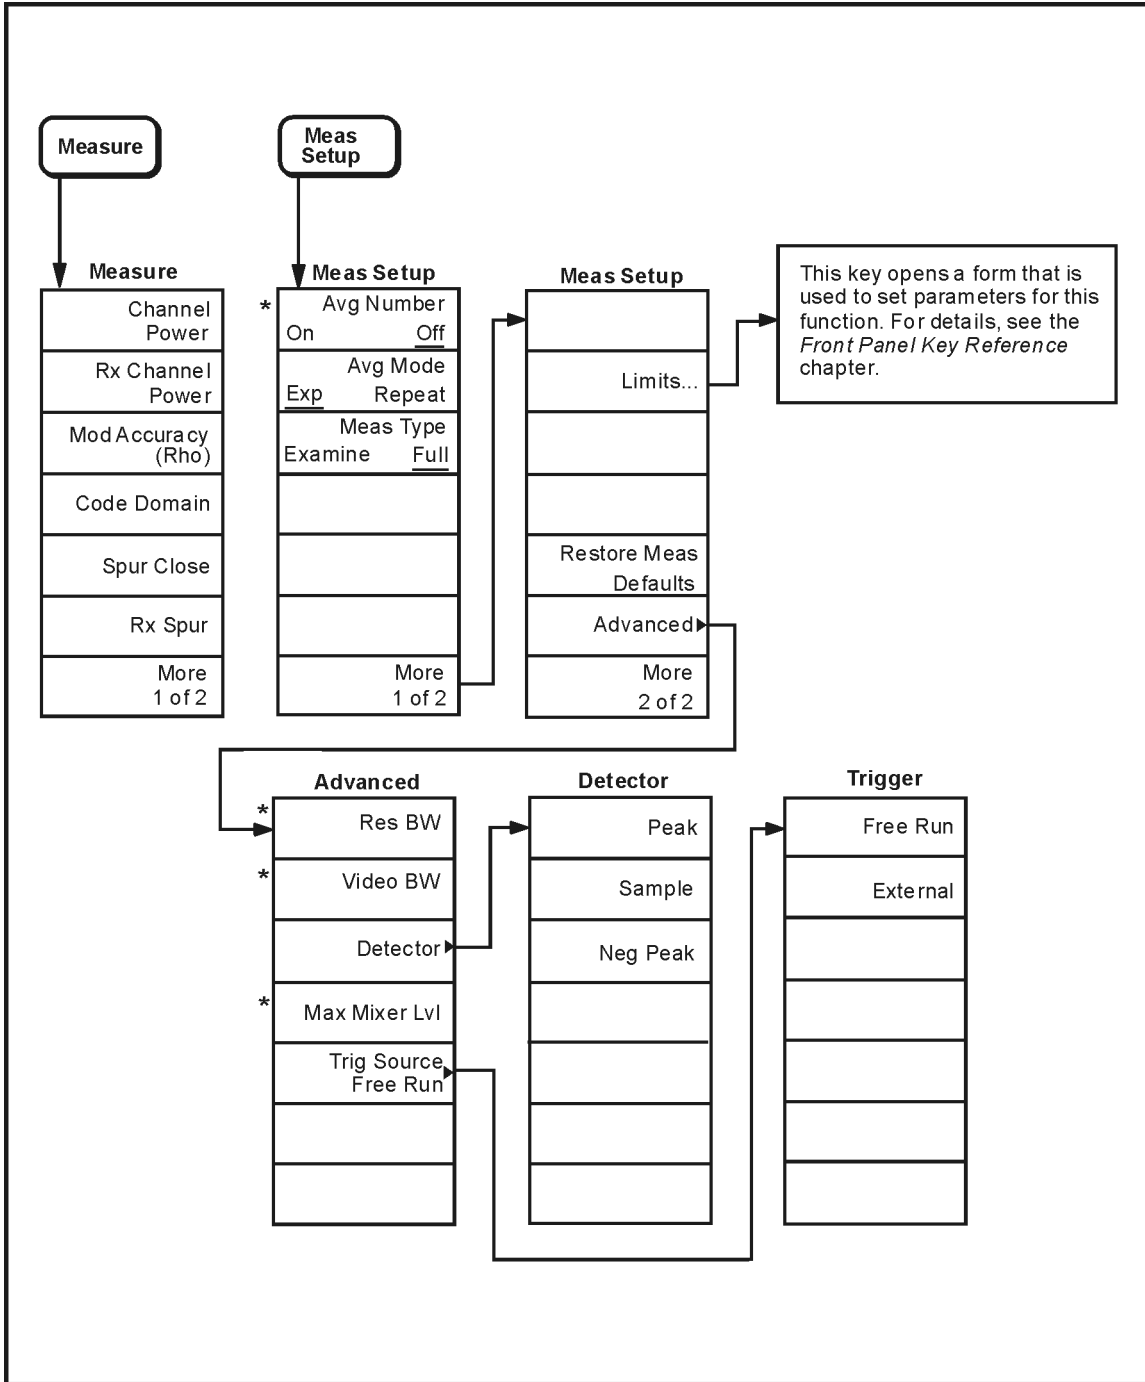 Measure
Meas
Setup
Measure
Channel
Power
Rx Channel
Power
Mod Accuracy
(Rho)
Code Domain
Spur Close
Rx Spur
More
1 of 2
Meas Setup
* Avg Number
On Off
Avg Mode
Exp Repeat
Meas Type
Examine Full
More
1 of 2
Meas Setup
Limits...
Restore Meas
Defaults
Advanced
More
2 of 2
This key opens a form that is
used to set parameters for this
function. For details, see the
Front Panel Key Reference
chapter.
Advanced
* Res BW
* Video BW
Detector
* Max Mixer Lvl
Trig Source
Free Run
Detector
Peak
Sample
Neg Peak
Trigger
Free Run
External